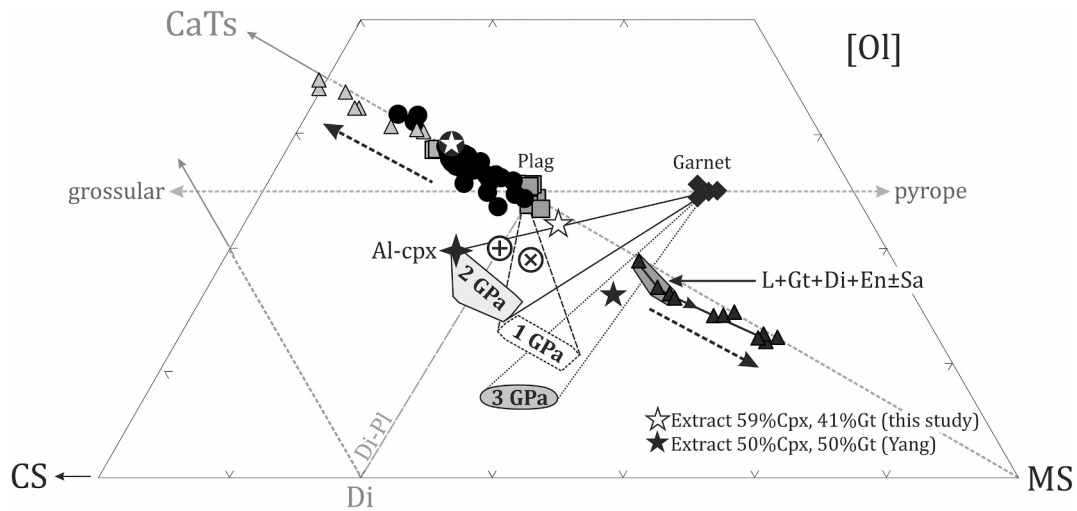 CaTs
[Ol]
Plag
Garnet
grossular
pyrope
Al-cpx
2 GPa
L+Gt+Di+En±Sa
1 GPa
3 GPa
Di-Pl
Extract 59%Cpx, 41%Gt (this study)
Extract 50%Cpx, 50%Gt (Yang)
CS
MS
Di